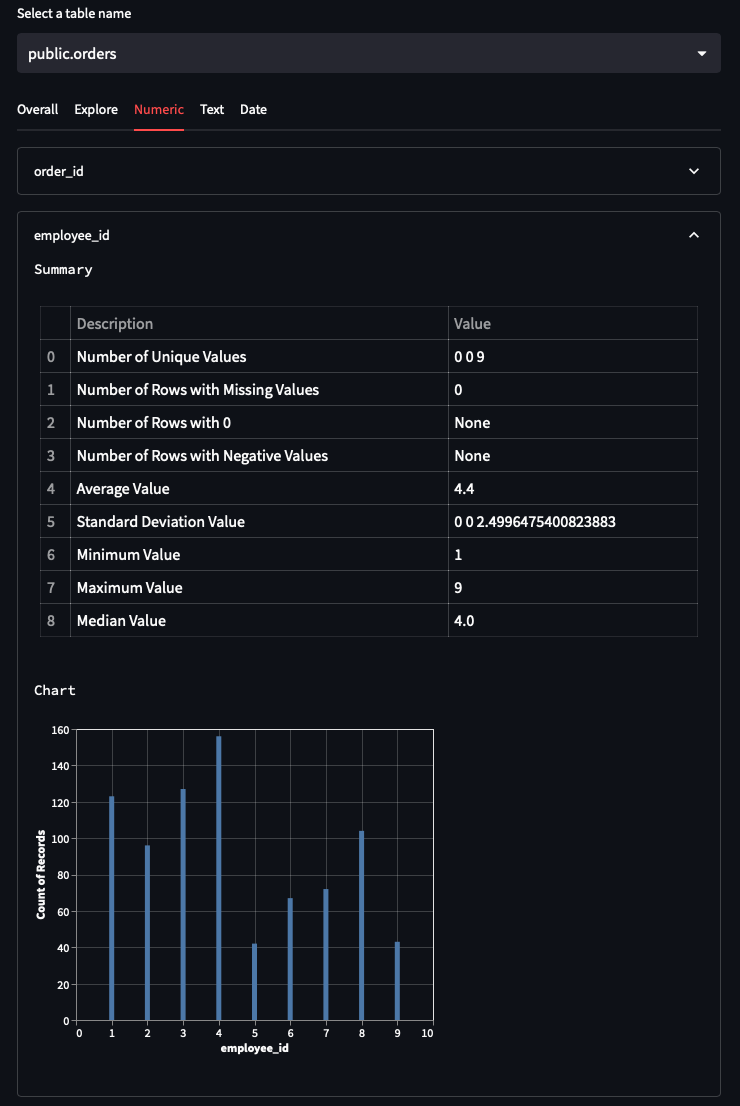 Select a table name
public.orders
Overall Explore Numeric Text Date
order_id
employee_id
Summary
Description Value
0 Number of Unique Values 0 0 9
1 Number of Rows with Missing Values 0
2 Number of Rows with 0 None
3 Number of Rows with Negative Values None
4 Average Value 4.4
5 Standard Deviation Value 0 0 2.4996475400823883
6 Minimum Value 1
7 Maximum Value 9
8 Median Value 4.0
Chart
160
140
120
100
80
60
40
20
0
Count of Records
0 1 2 3 4 5 6 7 8 9 10
employee_id